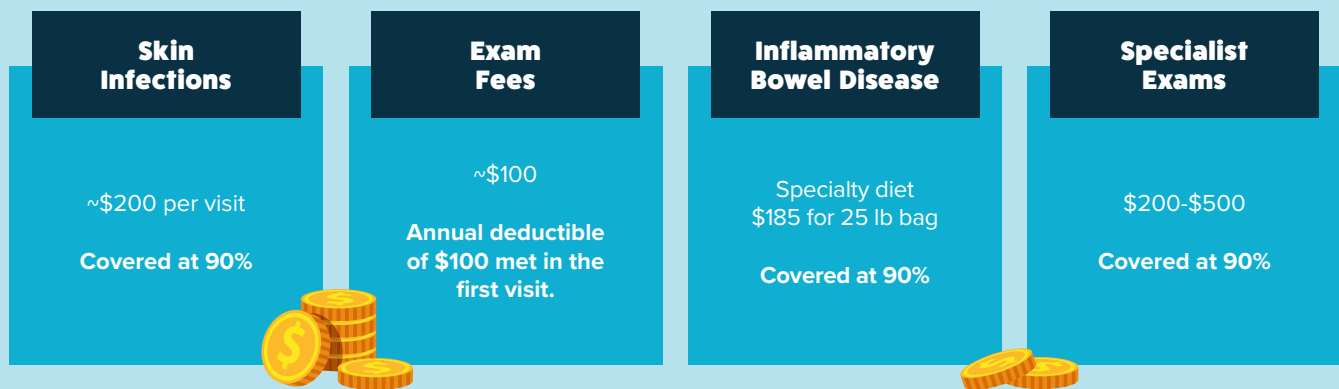 Skin
Infections
~$200 per visit
Covered at 90%
Exam
Fees
~$100
Annual deductible
of $100 met in the
first visit.
Inflammatory
Bowel Disease
Specialty diet
$185 for 25 lb bag
Covered at 90%
Specialist
Exams
$200-$500
Covered at 90%
$
$
$
$
$